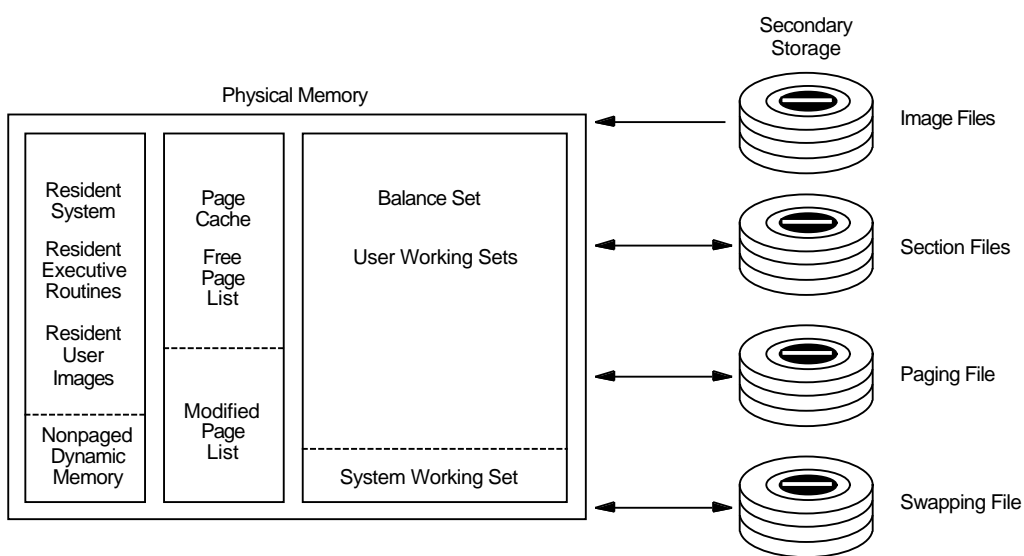 Secondary
Storage
Physical Memory
Image Files
Resident
System
Resident
Executive
Routines
Resident
User
Images
Nonpaged
Dynamic
Memory
Page
Cache
Free
Page
List
Modified
Page
List
Balance Set
User Working Sets
System Working Set
Section Files
Paging File
Swapping File